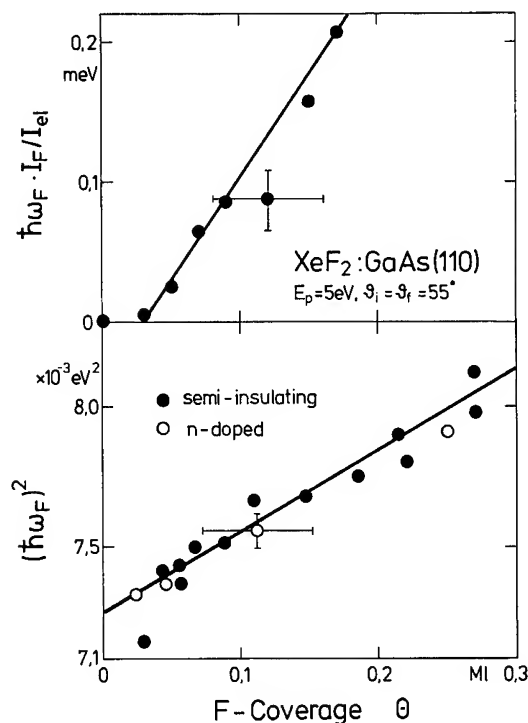 0,2
meV
ħω_F · I_F / I_el
0,1
0
XeF₂ : GaAs(110)
E_p = 5eV, ϑ_i = ϑ_f = 55°
×10⁻³ eV²
8,0
● semi-insulating
○ n-doped
(ħω_F)²
7,5
7,1
0 0,1 0,2 Ml 0,3
F-Coverage Θ